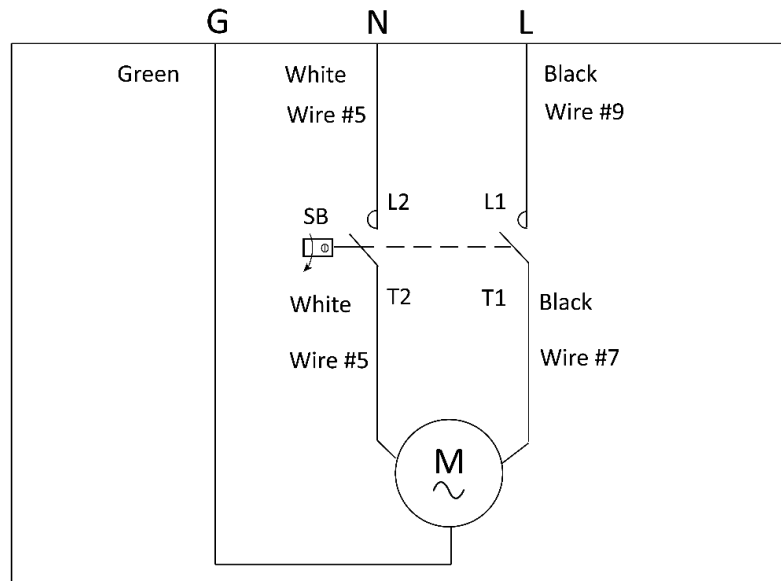 G N L
Green White Black
Wire #5 Wire #9
L2 L1
SB
T2 T1
White Black
Wire #5 Wire #7
M